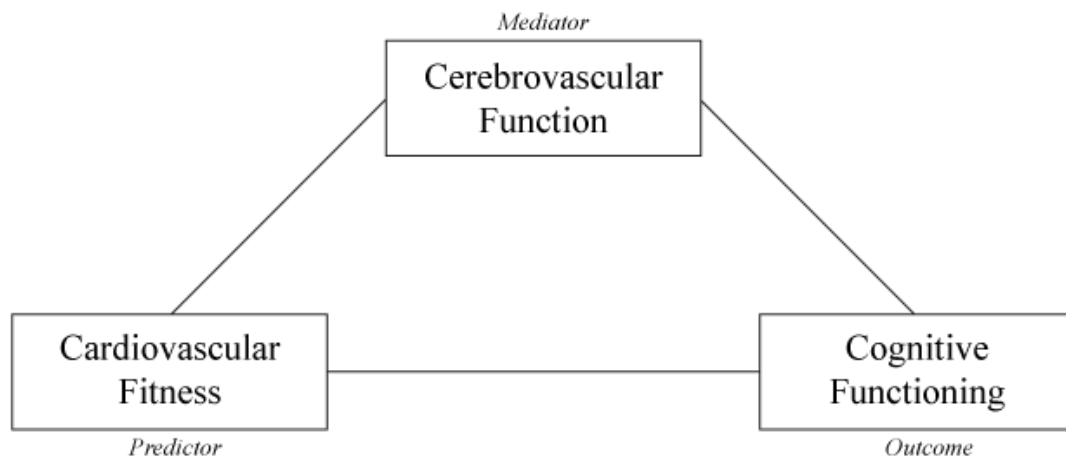 Mediator
Cerebrovascular
Function
Cardiovascular
Fitness
Predictor
Cognitive
Functioning
Outcome